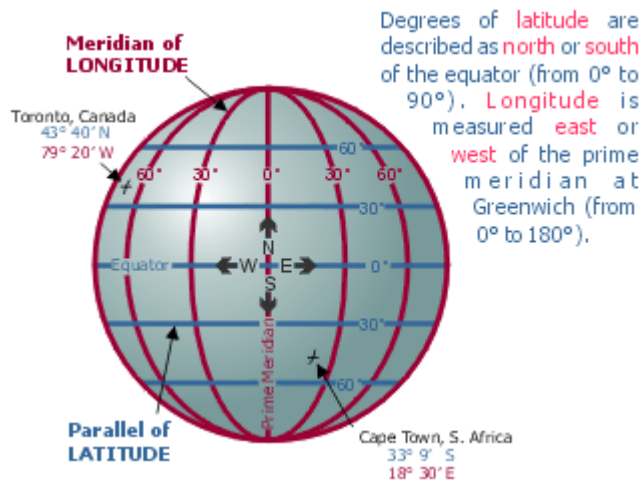 Degrees of latitude are
described as north or south
of the equator (from 0° to
90°). Longitude is
measured east or
west of the prime
meridian at
Greenwich (from
0° to 180°).
Meridian of
LONGITUDE
Toronto, Canada
43° 40' N
79° 20' W
60°
60° 30° 0° 30° 60°
30°
N
Equator W E 0°
S
30°
Prime Meridian
60°
Parallel of
LATITUDE
Cape Town, S. Africa
33° 9' S
18° 30' E